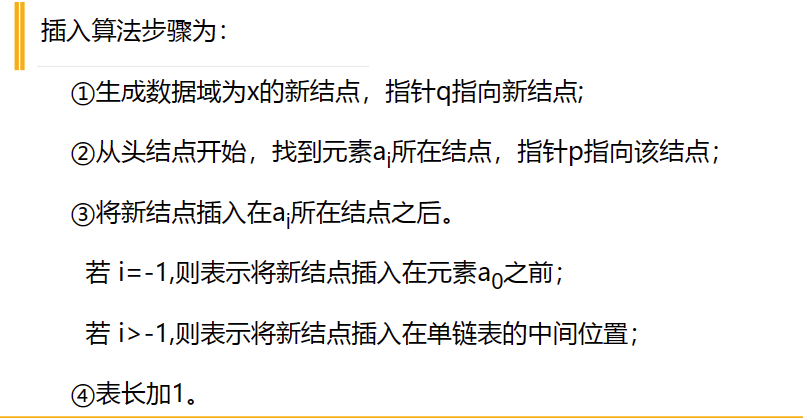 插入算法步骤为：
①生成数据域为x的新结点，指针q指向新结点;
②从头结点开始，找到元素ai所在结点，指针p指向该结点；
③将新结点插入在ai所在结点之后。
若 i=-1,则表示将新结点插入在元素a0之前；
若 i>-1,则表示将新结点插入在单链表的中间位置；
④表长加1。